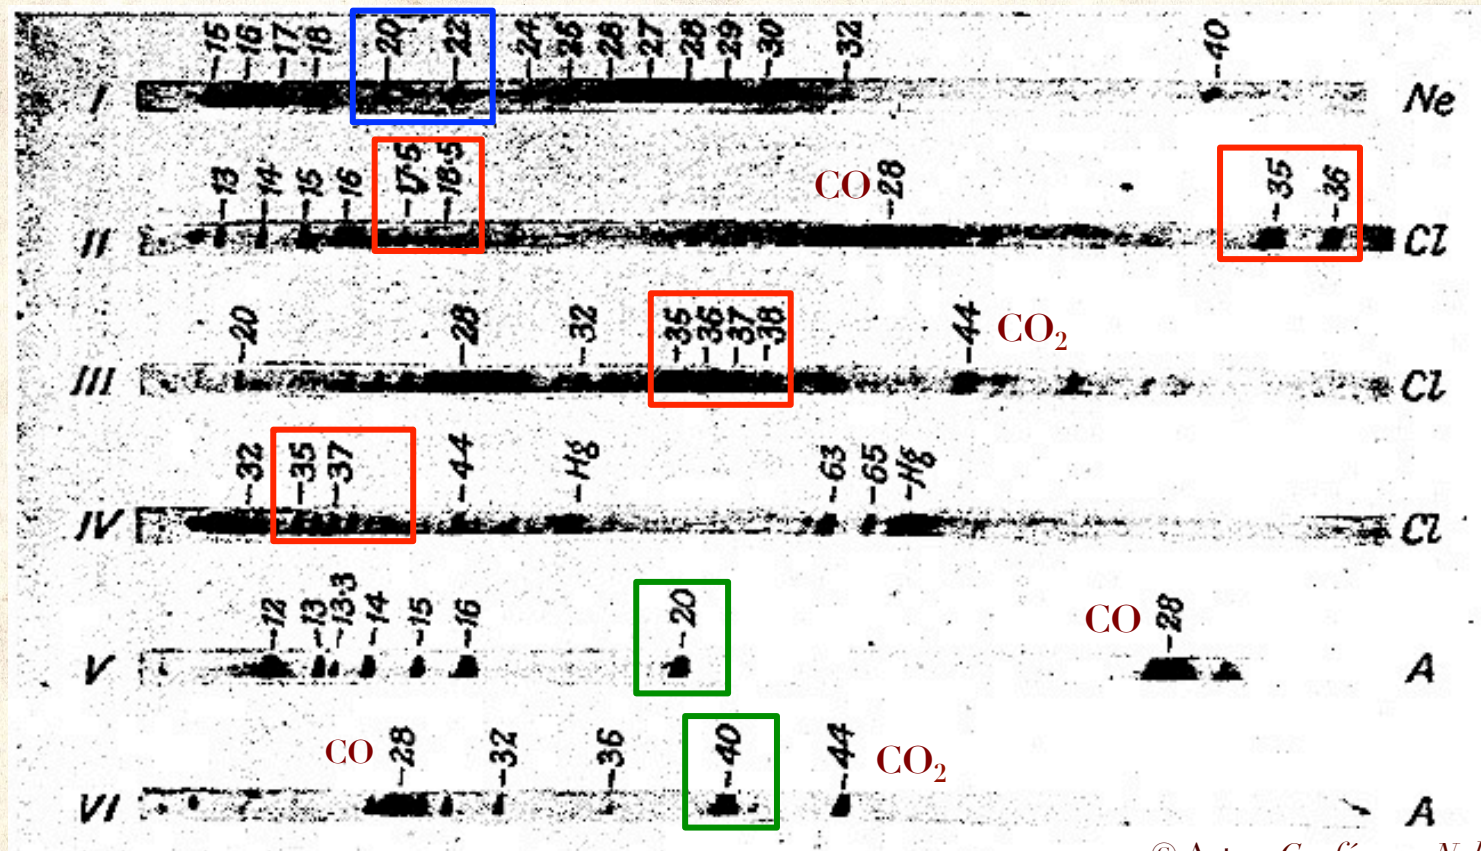 I -15 -16 -17 -18 -20 -22 -24 -25 -28 -27 -28 -29 -30 -32 -40 Ne
II -13 -14 -15 -16 -17·5 -18·5 CO -28 -35 -36 Cl
III -20 -28 -32 -35 -36 -37 -38 -44 CO₂ Cl
IV -32 -35 -37 -44 -Hg -63 -65 -Hg Cl
V -12 -13 -13·3 -14 -15 -16 -20 CO -28 A
VI CO -28 -32 -36 -40 -44 CO₂ A